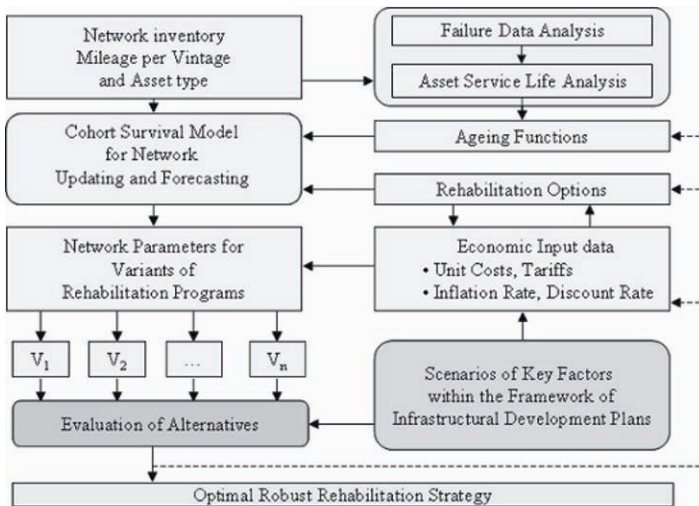 Network inventory
Mileage per Vintage
and Asset type
Failure Data Analysis
Asset Service Life Analysis
Cohort Survival Model
for Network
Updating and Forecasting
Ageing Functions
Rehabilitation Options
Network Parameters for
Variants of
Rehabilitation Programs
Economic Input data
• Unit Costs, Tariffs
• Inflation Rate, Discount Rate
V1
V2
...
Vn
Scenarios of Key Factors
within the Framework of
Infrastructural Development Plans
Evaluation of Alternatives
Optimal Robust Rehabilitation Strategy